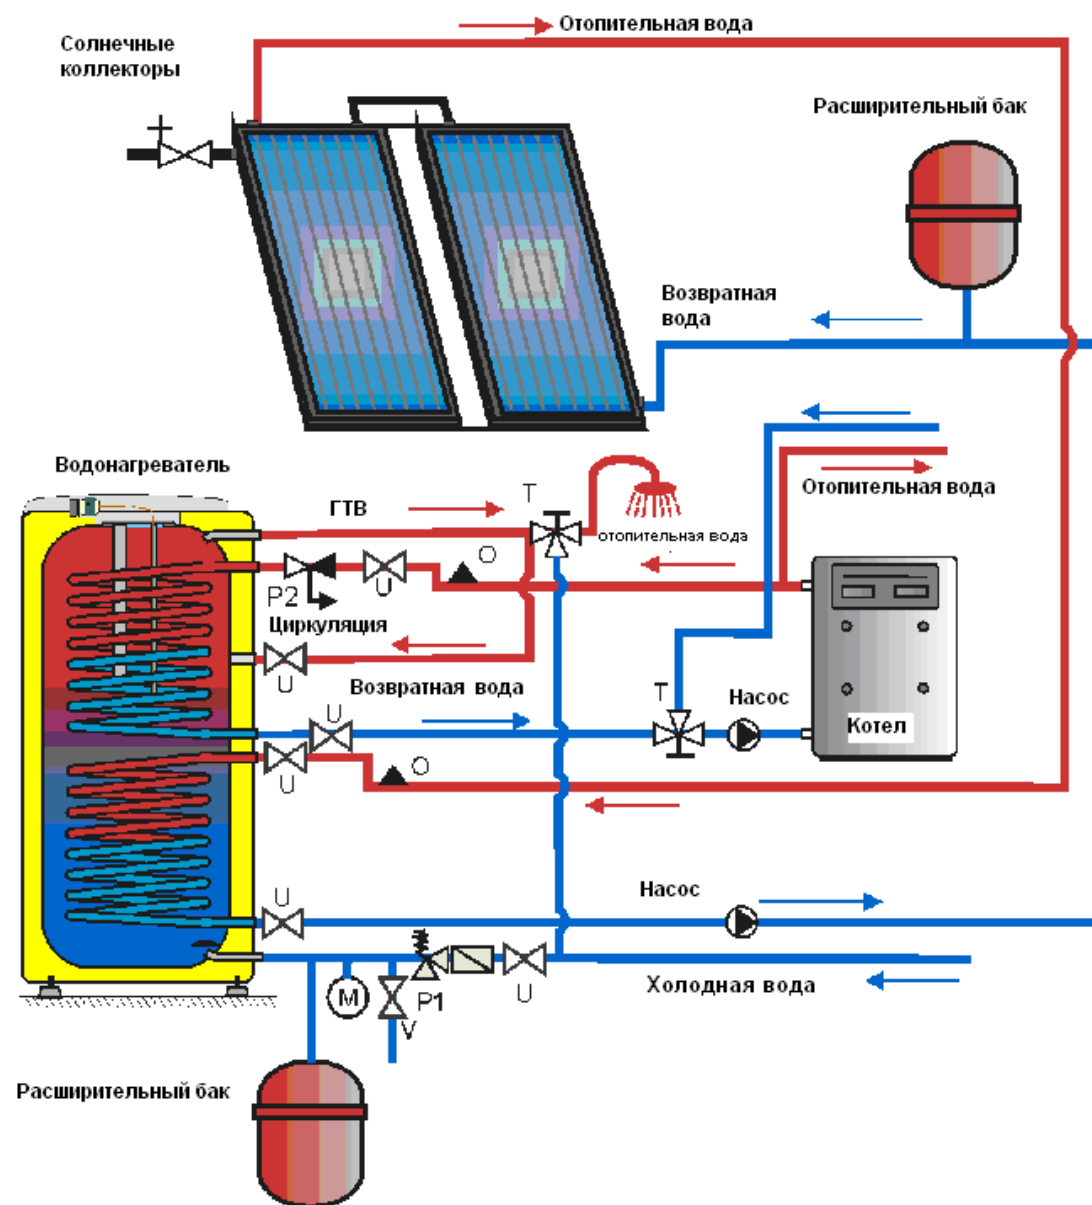 Отопительная вода
Солнечные
коллекторы
Расширительный бак
Возвратная
вода
Водонагреватель
ГТВ
T
O
отопительная вода
Отопительная вода
P2
U
Циркуляция
U
Возвратная вода
U
T
Насос
Котел
U
O
U
Насос
M
V
P1
U
Холодная вода
Расширительный бак